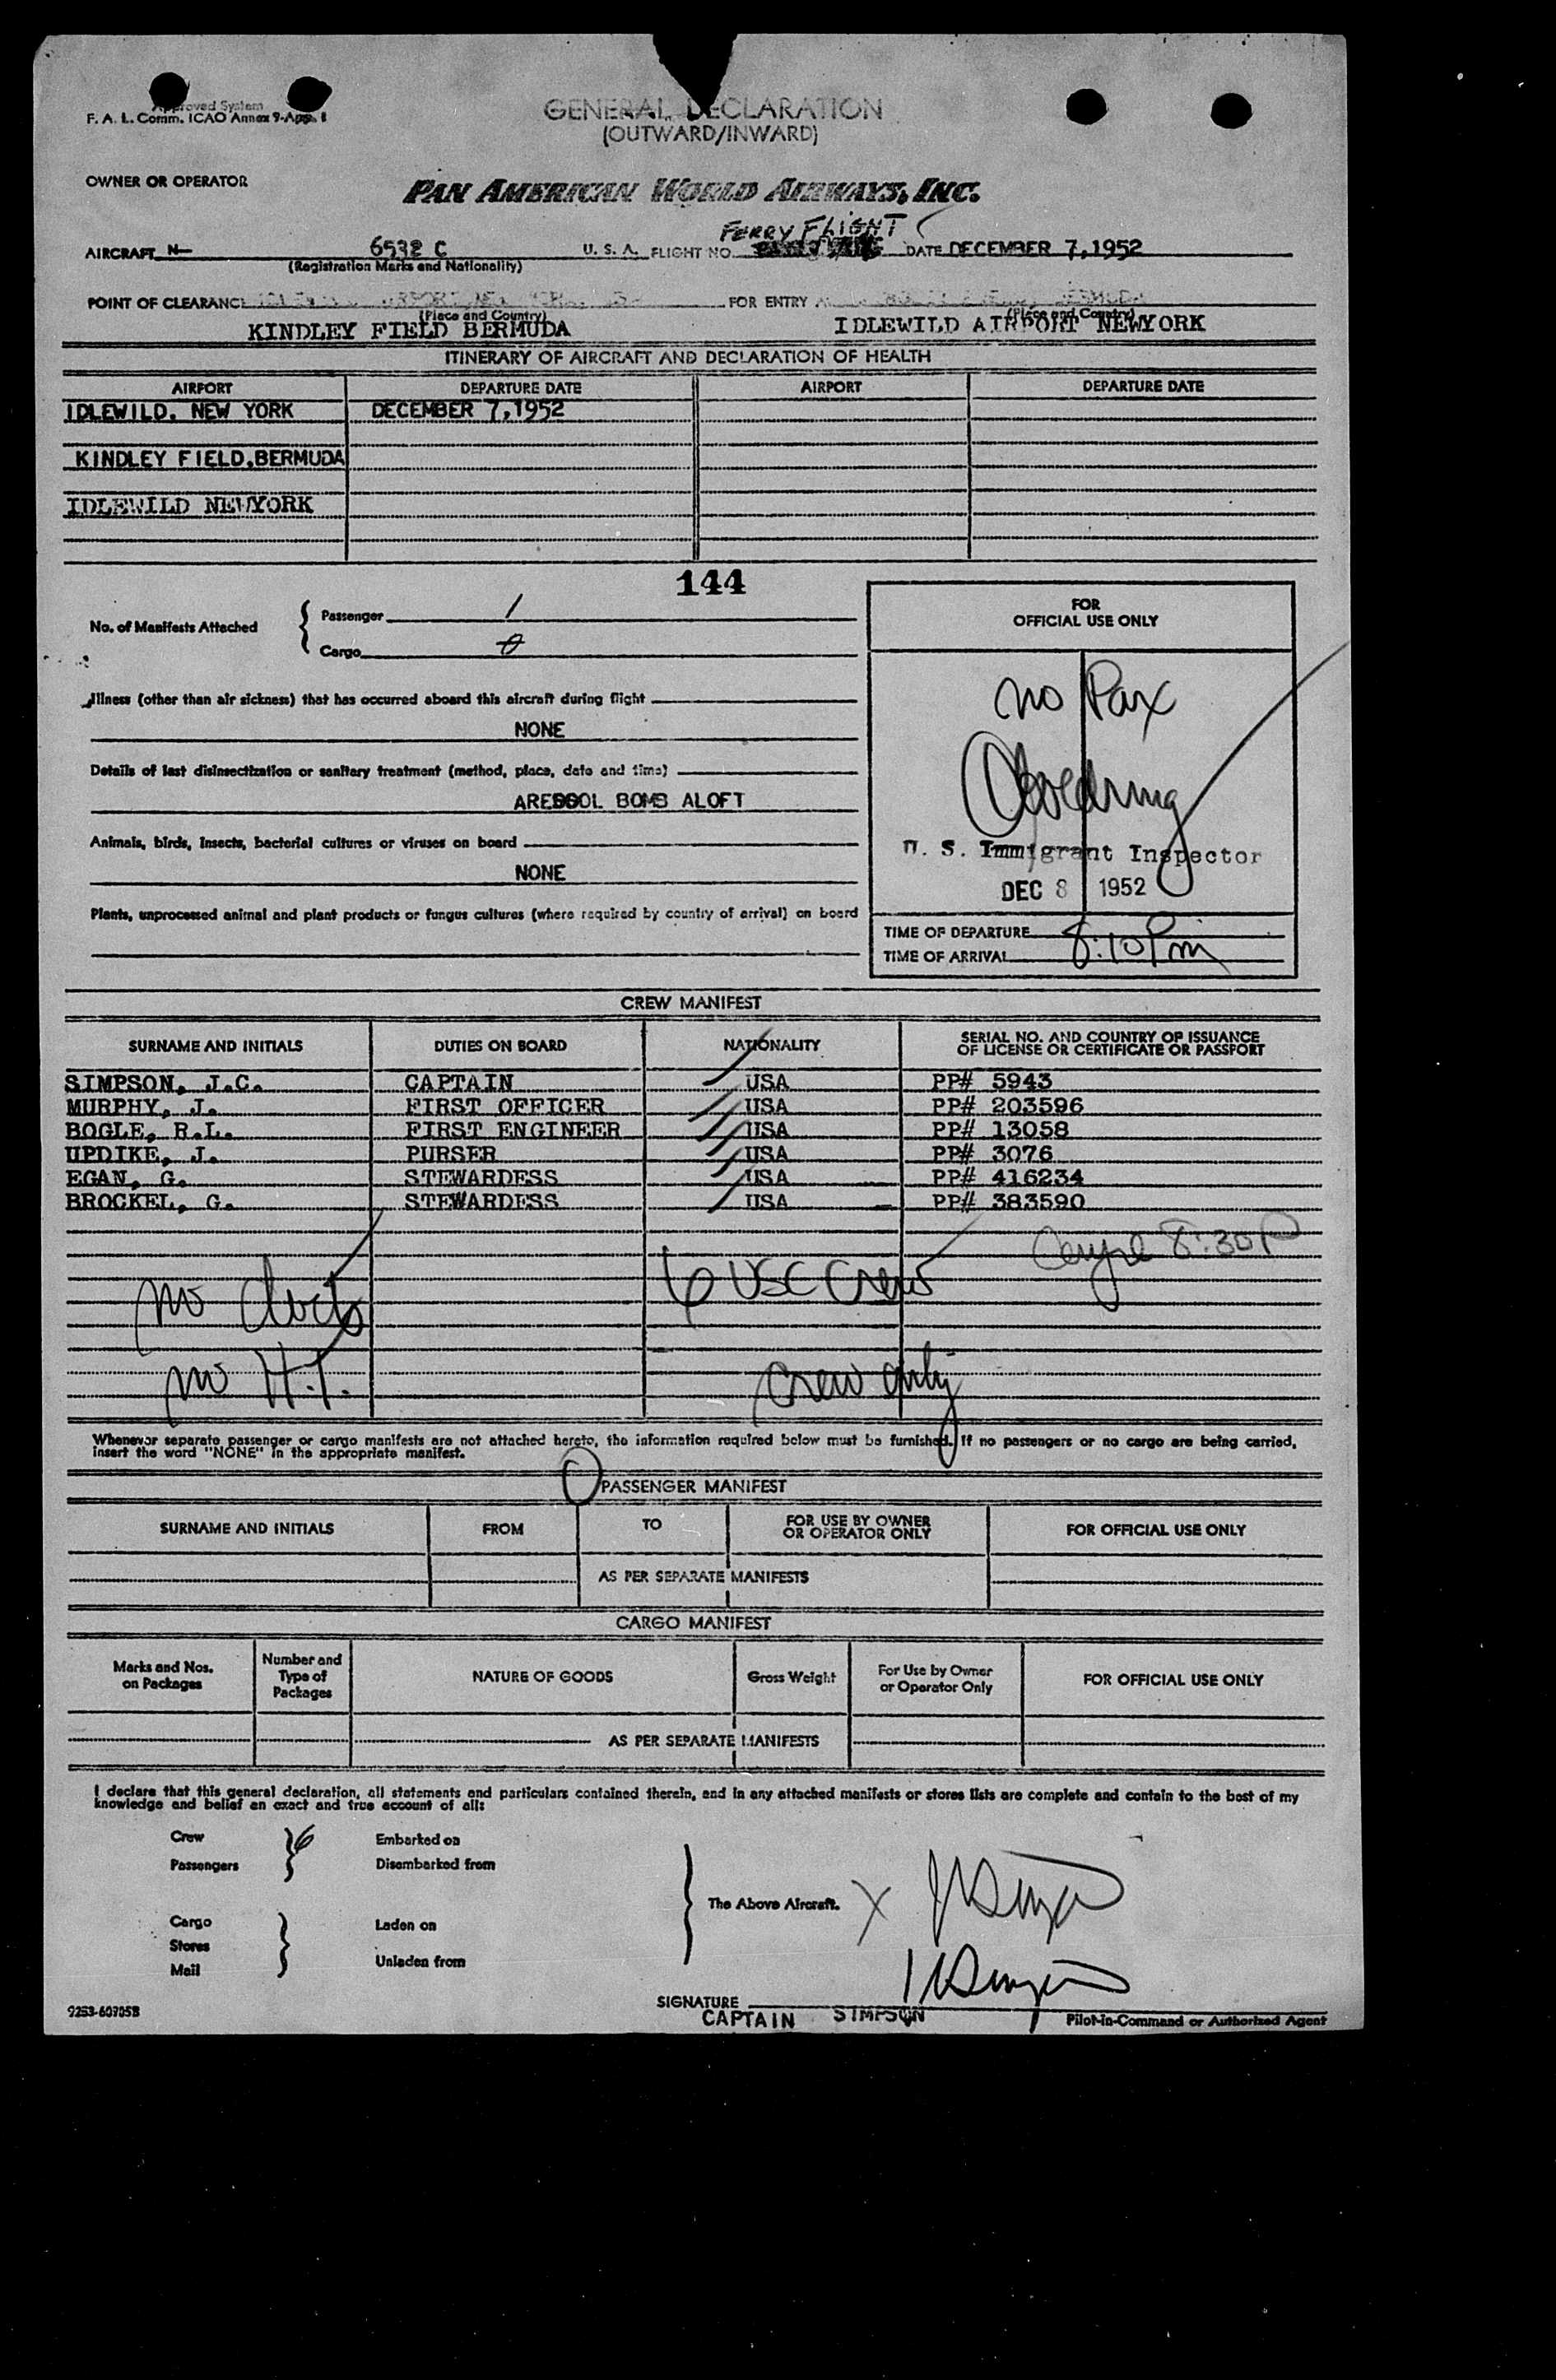 Approved System
F. A. L. Comm. ICAO Annex 9-App. I
GENERAL DECLARATION
(OUTWARD/INWARD)
OWNER OR OPERATOR
PAN AMERICAN WORLD AIRWAYS, INC.
FERRY FLIGHT
AIRCRAFT N- 6532 C U. S. A. FLIGHT NO. DATE DECEMBER 7,1952
(Registration Marks and Nationality)
POINT OF CLEARANCE FOR ENTRY
(Place and Country) (Place and Country)
KINDLEY FIELD BERMUDA IDLEWILD AIRPORT NEWYORK
ITINERARY OF AIRCRAFT AND DECLARATION OF HEALTH
AIRPORT DEPARTURE DATE AIRPORT DEPARTURE DATE
IDLEWILD. NEW YORK DECEMBER 7,1952
KINDLEY FIELD,BERMUDA
IDLEWILD NEWYORK
144
No. of Manifests Attached
Passenger 1
Cargo 0
Illness (other than air sickness) that has occurred aboard this aircraft during flight
NONE
Details of last disinsectization or sanitary treatment (method, place, date and time)
BOMB ALOFT
Animals, birds, insects, bacterial cultures or viruses on board
NONE
Plants, unprocessed animal and plant products or fungus cultures (where required by country of arrival) on board
FOR
OFFICIAL USE ONLY
no Pax
U. S. Immigrant Inspector
DEC 8 1952
TIME OF DEPARTURE
TIME OF ARRIVAL 8:10 Pm
CREW MANIFEST
SURNAME AND INITIALS DUTIES ON BOARD NATIONALITY SERIAL NO. AND COUNTRY OF ISSUANCE
OF LICENSE OR CERTIFICATE OR PASSPORT
SIMPSON, J.C. CAPTAIN USA PP# 5943
MURPHY, J. FIRST OFFICER USA PP# 203596
BOGLE, R.L. FIRST ENGINEER USA PP# 13058
UPDIKE, J. PURSER USA PP# 3076
EGAN, G. STEWARDESS USA PP# 416234
BROCKEL, G. STEWARDESS USA PP# 383590
8:30 P
6 USC Crew
no
no H.T.
Crew only
Whenever separate passenger or cargo manifests are not attached hereto, the information required below must be furnished. If no passengers or no cargo are being carried,
insert the word "NONE" in the appropriate manifest.
PASSENGER MANIFEST
SURNAME AND INITIALS FROM TO FOR USE BY OWNER
OR OPERATOR ONLY FOR OFFICIAL USE ONLY
AS PER SEPARATE MANIFESTS
CARGO MANIFEST
Marks and Nos.
on Packages Number and
Type of
Packages NATURE OF GOODS Gross Weight For Use by Owner
or Operator Only FOR OFFICIAL USE ONLY
AS PER SEPARATE MANIFESTS
I declare that this general declaration, all statements and particulars contained therein, and in any attached manifests or stores lists are complete and contain to the best of my
knowledge and belief an exact and true account of all:
Crew 6 Embarked on
Passengers Disembarked from
The Above Aircraft. X
Cargo Laden on
Stores
Mail Unladen from
SIGNATURE
CAPTAIN SIMPSON Pilot-in-Command or Authorized Agent
9253-60705B